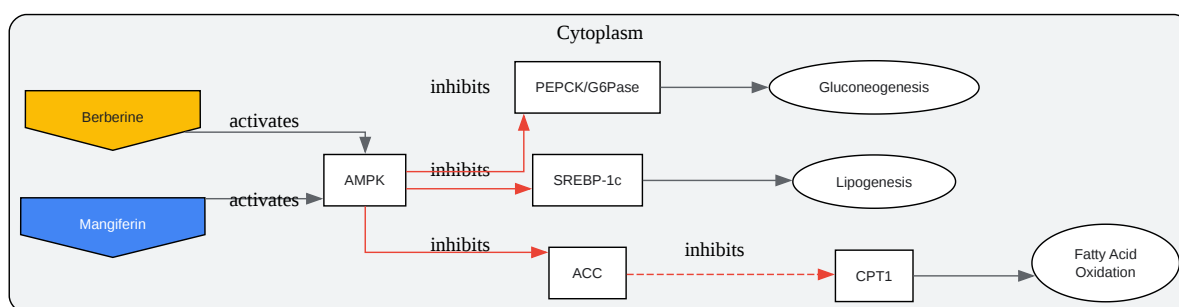 Cytoplasm
inhibits
PEPCK/G6Pase
Gluconeogenesis
Berberine
activates
AMPK
inhibits
SREBP-1c
Lipogenesis
Mangiferin
activates
inhibits
ACC
inhibits
CPT1
Fatty Acid
Oxidation